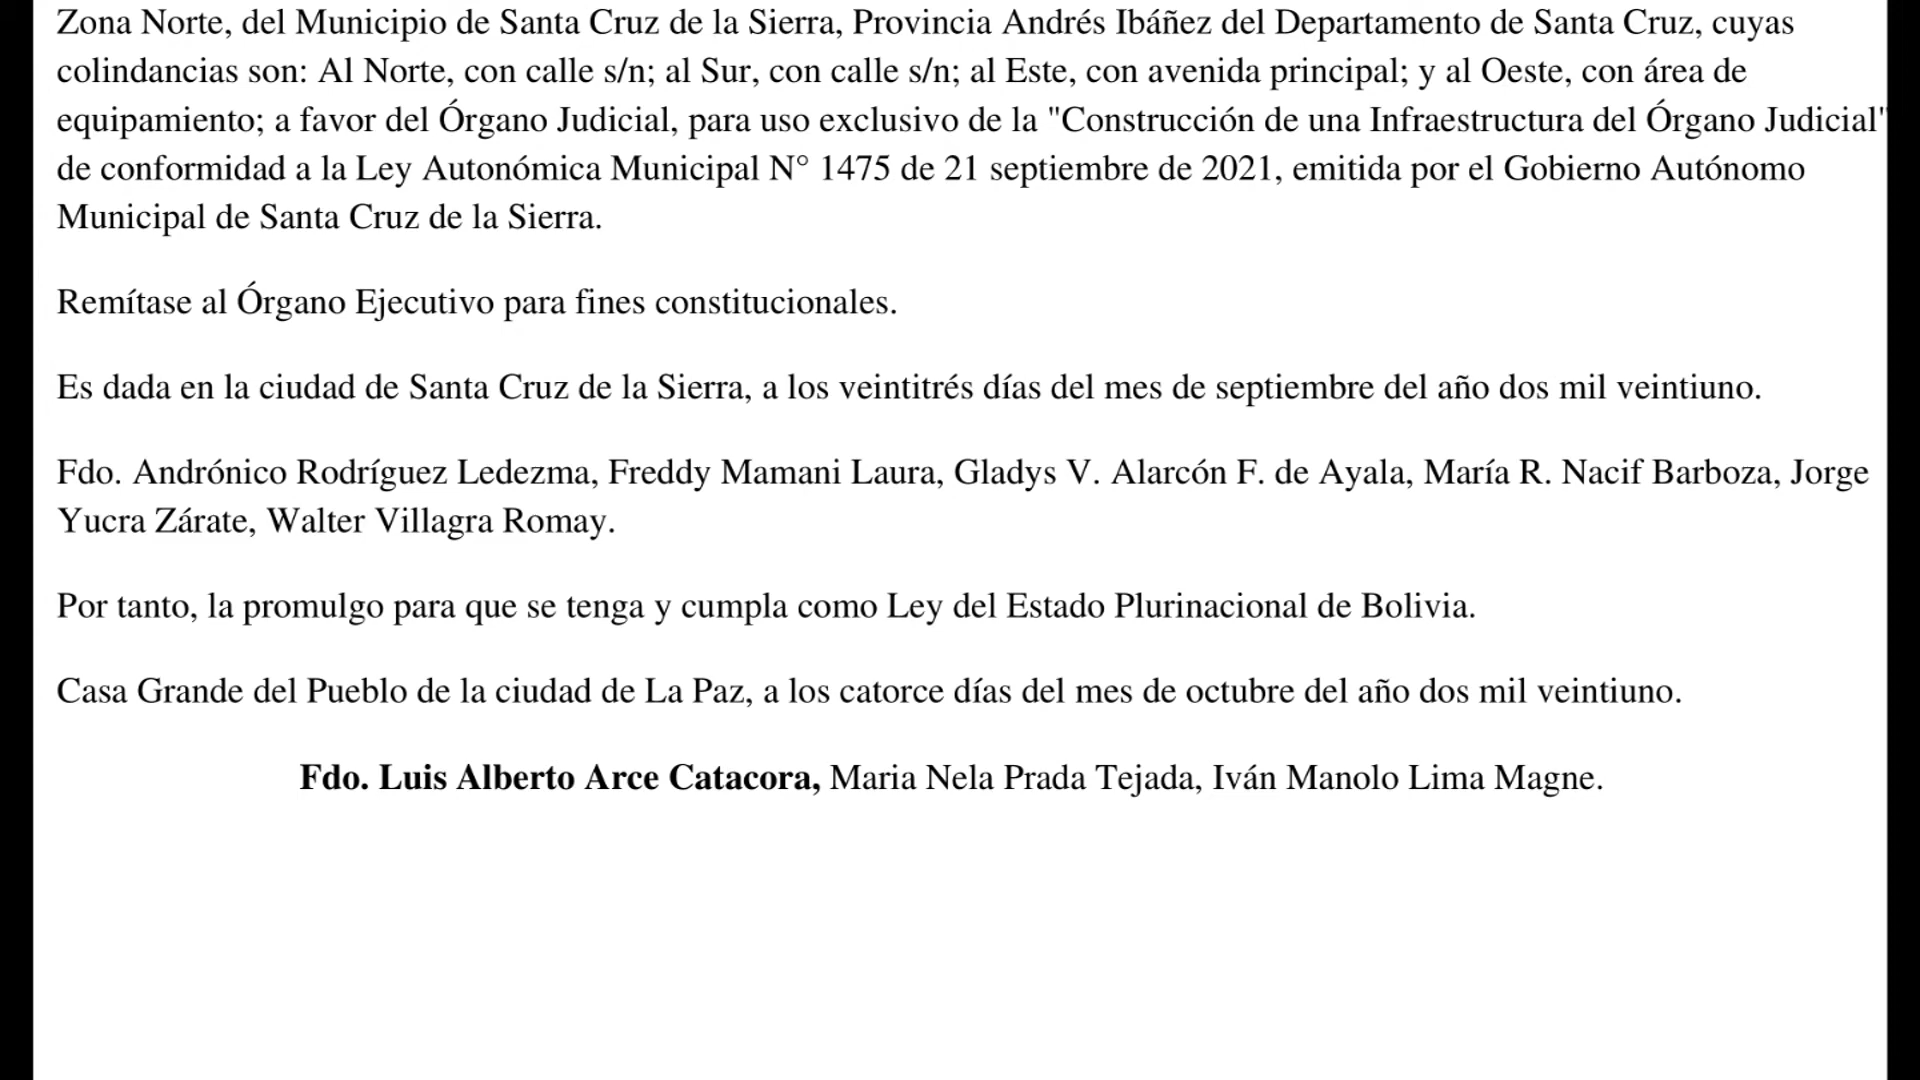 Zona Norte, del Municipio de Santa Cruz de la Sierra, Provincia Andrés Ibáñez del Departamento de Santa Cruz, cuyas
colindancias son: Al Norte, con calle s/n; al Sur, con calle s/n; al Este, con avenida principal; y al Oeste, con área de
equipamiento; a favor del Órgano Judicial, para uso exclusivo de la "Construcción de una Infraestructura del Órgano Judicial"
de conformidad a la Ley Autonómica Municipal N° 1475 de 21 septiembre de 2021, emitida por el Gobierno Autónomo
Municipal de Santa Cruz de la Sierra.
Remítase al Órgano Ejecutivo para fines constitucionales.
Es dada en la ciudad de Santa Cruz de la Sierra, a los veintitrés días del mes de septiembre del año dos mil veintiuno.
Fdo. Andrónico Rodríguez Ledezma, Freddy Mamani Laura, Gladys V. Alarcón F. de Ayala, María R. Nacif Barboza, Jorge
Yucra Zárate, Walter Villagra Romay.
Por tanto, la promulgo para que se tenga y cumpla como Ley del Estado Plurinacional de Bolivia.
Casa Grande del Pueblo de la ciudad de La Paz, a los catorce días del mes de octubre del año dos mil veintiuno.
Fdo. Luis Alberto Arce Catacora, Maria Nela Prada Tejada, Iván Manolo Lima Magne.